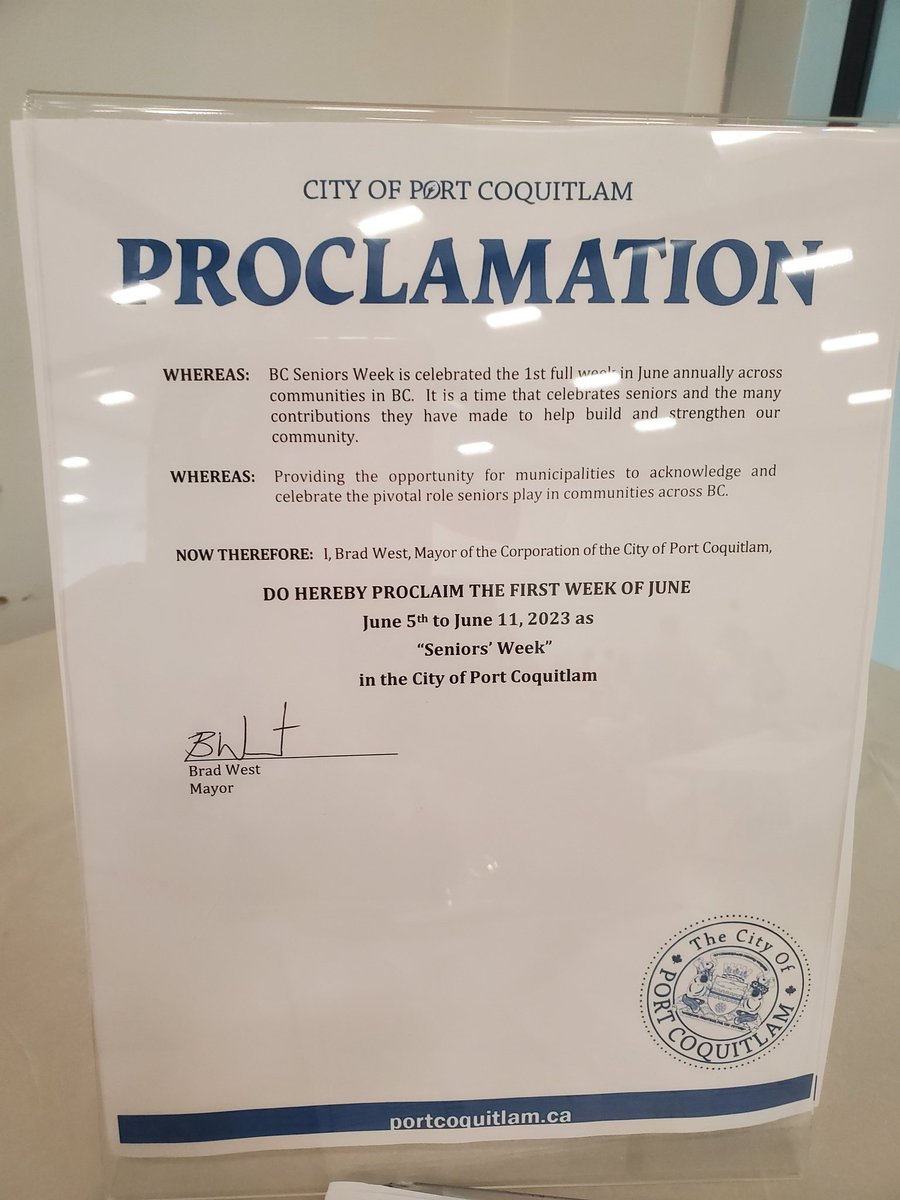 CITY OF PORT COQUITLAM
PROCLAMATION
WHEREAS: BC Seniors Week is celebrated the 1st full week in June annually across
communities in BC. It is a time that celebrates seniors and the many
contributions they have made to help build and strengthen our
community.
WHEREAS: Providing the opportunity for municipalities to acknowledge and
celebrate the pivotal role seniors play in communities across BC.
NOW THEREFORE: I, Brad West, Mayor of the Corporation of the City of Port Coquitlam,
DO HEREBY PROCLAIM THE FIRST WEEK OF JUNE
June 5th to June 11, 2023 as
“Seniors’ Week”
in the City of Port Coquitlam
Brad West
Mayor
The City Of
PORT COQUITLAM
portcoquitlam.ca